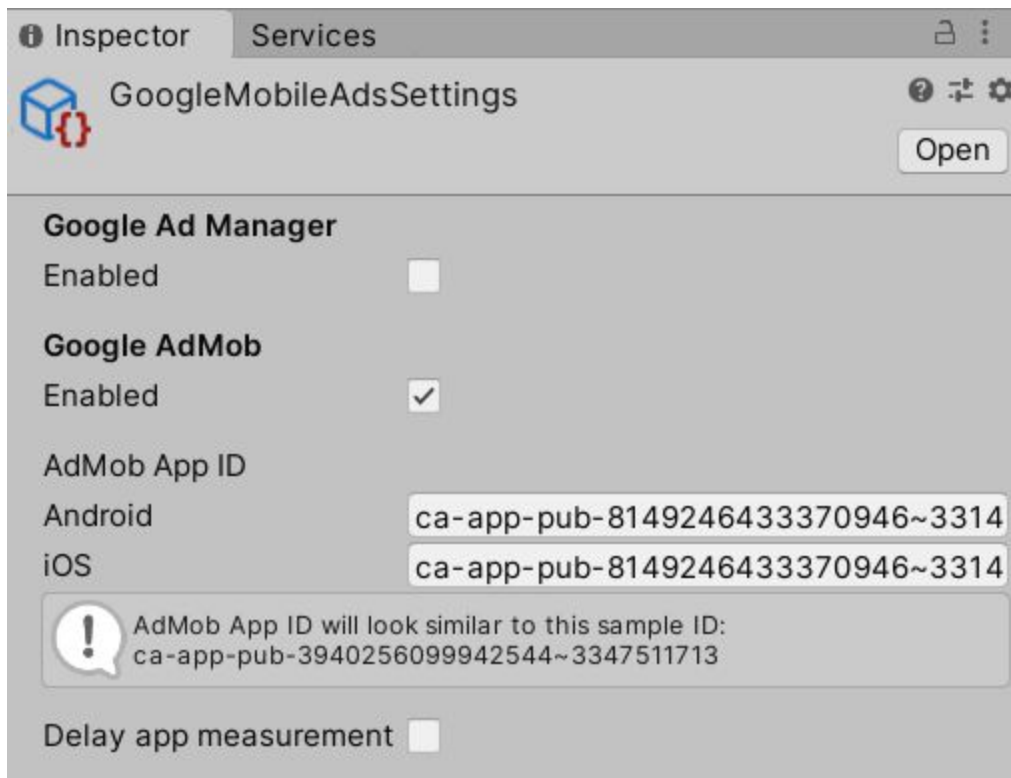 Inspector Services
GoogleMobileAdsSettings
Open
Google Ad Manager
Enabled
Google AdMob
Enabled
AdMob App ID
Android ca-app-pub-8149246433370946~3314
iOS ca-app-pub-8149246433370946~3314
AdMob App ID will look similar to this sample ID:
ca-app-pub-3940256099942544~3347511713
Delay app measurement